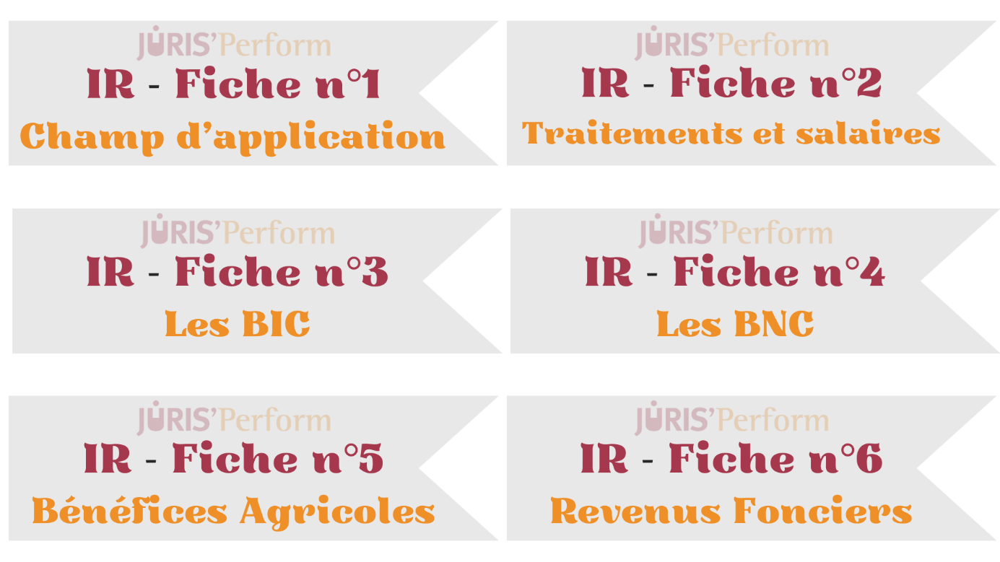 JURIS'Perform
IR - Fiche n°1
Champ d'application
JURIS'Perform
IR - Fiche n°2
Traitements et salaires
JURIS'Perform
IR - Fiche n°3
Les BIC
JURIS'Perform
IR - Fiche n°4
Les BNC
JURIS'Perform
IR - Fiche n°5
Bénéfices Agricoles
JURIS'Perform
IR - Fiche n°6
Revenus Fonciers